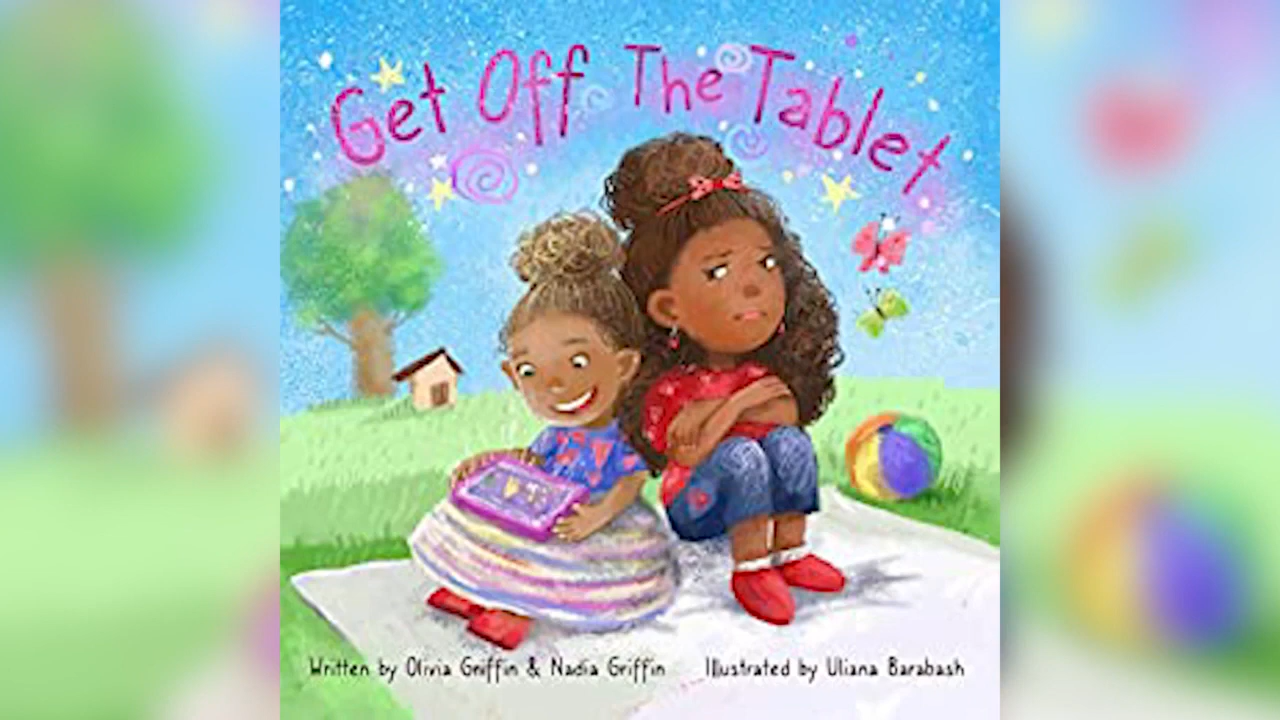 Get Off The Tablet
Written by Olivia Griffin & Nadia Griffin Illustrated by Uliana Barabash